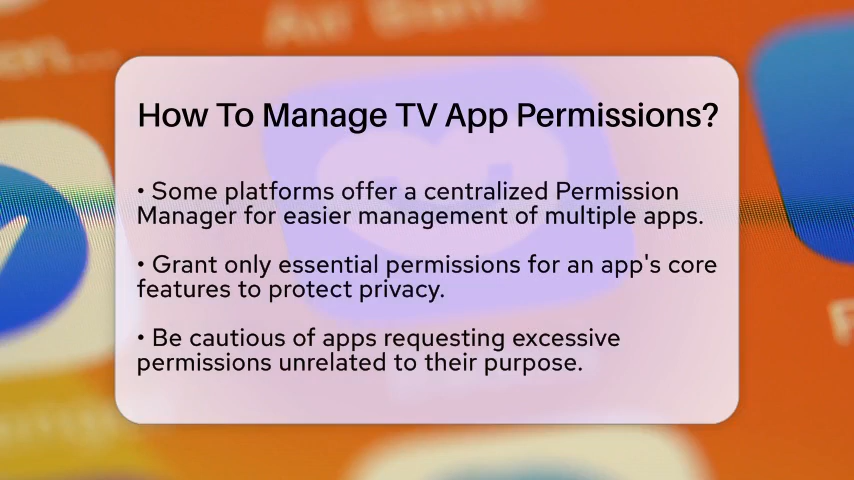 Air Bank
How To Manage TV App Permissions?
• Some platforms offer a centralized Permission
Manager for easier management of multiple apps.
• Grant only essential permissions for an app's core
features to protect privacy.
• Be cautious of apps requesting excessive
permissions unrelated to their purpose.